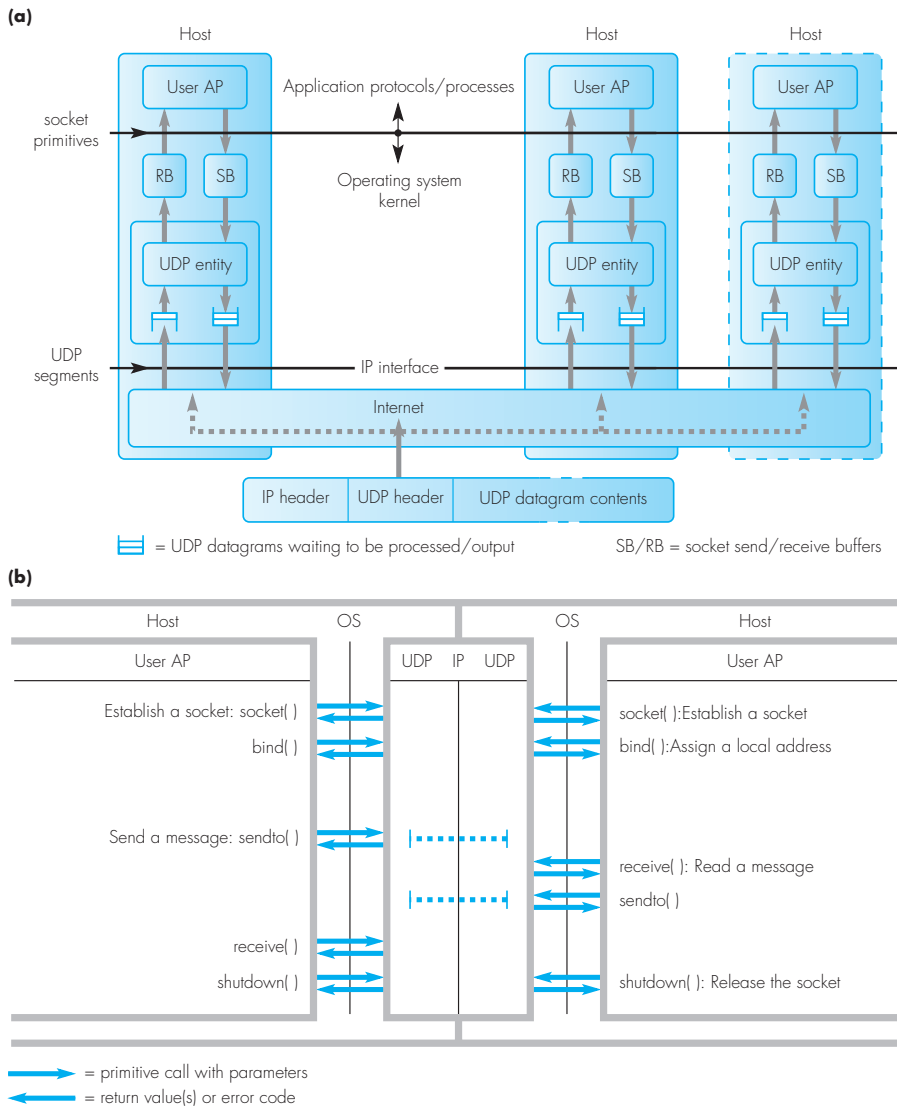 (a)
Host
Host
Host
User AP
Application protocols/processes
User AP
User AP
socket
primitives
RB
SB
Operating system
kernel
RB
SB
RB
SB
UDP entity
UDP entity
UDP entity
UDP
segments
IP interface
Internet
IP header
UDP header
UDP datagram contents
= UDP datagrams waiting to be processed/output
SB/RB = socket send/receive buffers
(b)
Host
OS
OS
Host
User AP
UDP
IP
UDP
User AP
Establish a socket: socket( )
socket( ):Establish a socket
bind( )
bind( ):Assign a local address
Send a message: sendto( )
receive( ): Read a message
sendto( )
receive( )
shutdown( )
shutdown( ): Release the socket
= primitive call with parameters
= return value(s) or error code